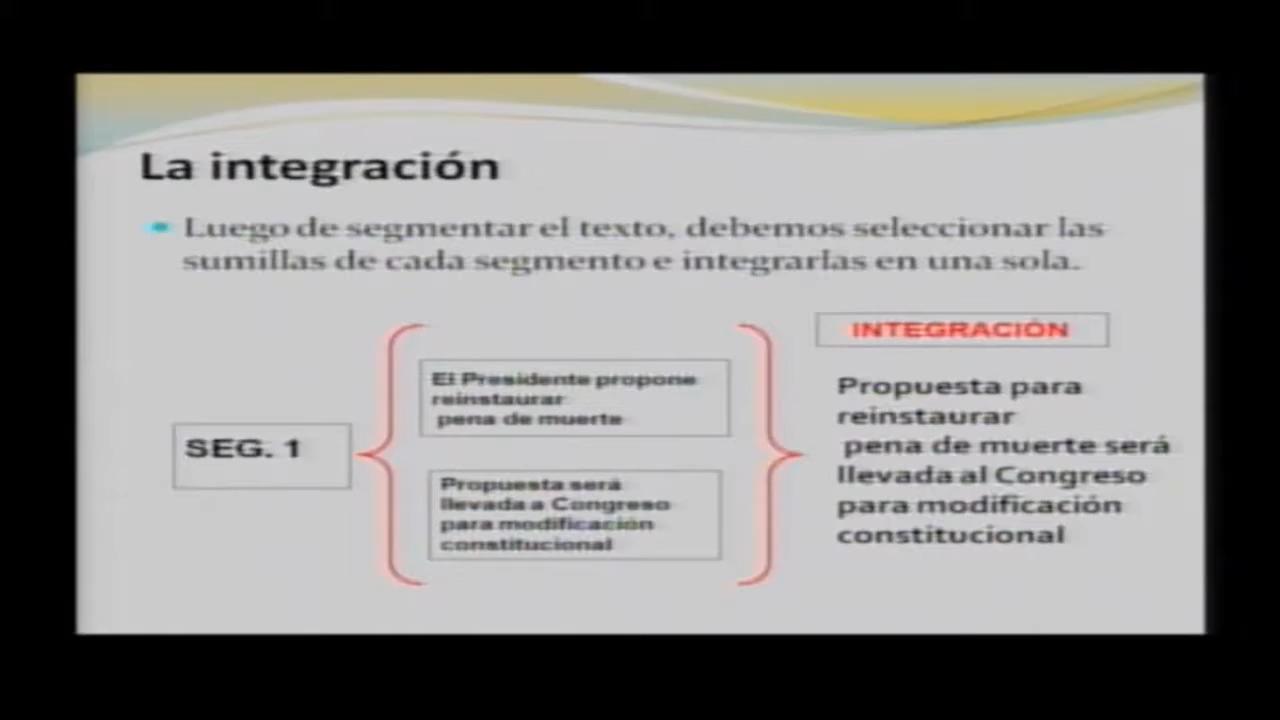 La integración
Luego de segmentar el texto, debemos seleccionar las
sumillas de cada segmento e integrarlas en una sola.
SEG. 1
El Presidente propone
reinstaurar
pena de muerte
Propuesta será
llevada a Congreso
para modificación
constitucional
INTEGRACIÓN
Propuesta para
reinstaurar
pena de muerte será
llevada al Congreso
para modificación
constitucional